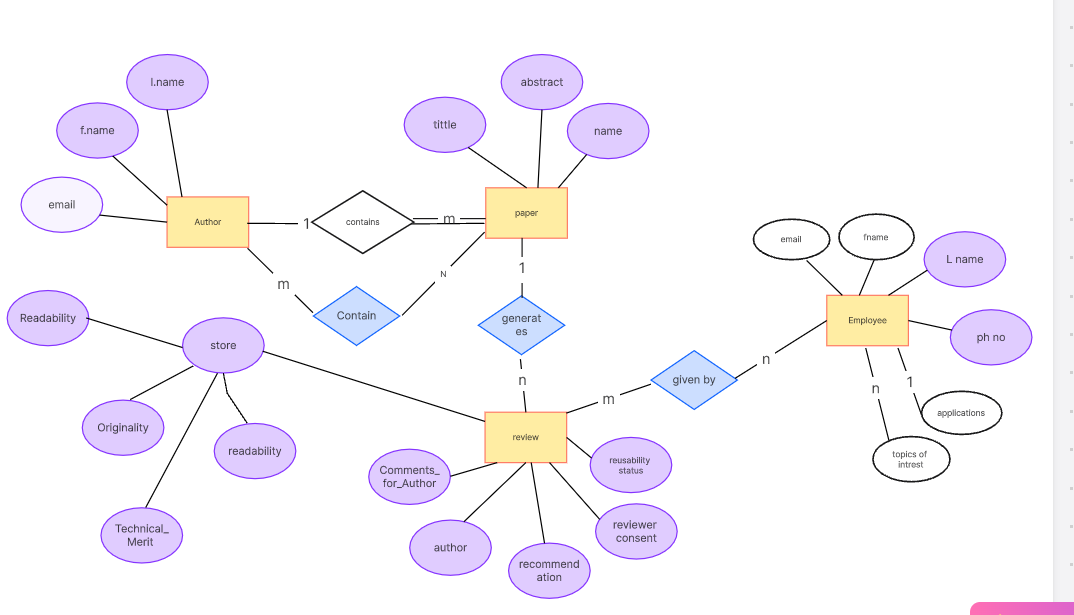 l.name
abstract
f.name
tittle
name
email
Author
1
contains
m
paper
email
fname
L name
m
N
1
Readability
Contain
generat
es
Employee
ph no
store
n
given by
n
m
n
1
applications
Originality
readability
review
topics of
intrest
Comments_
for_Author
reusability
status
Technical_
Merit
author
recommend
ation
reviewer
consent